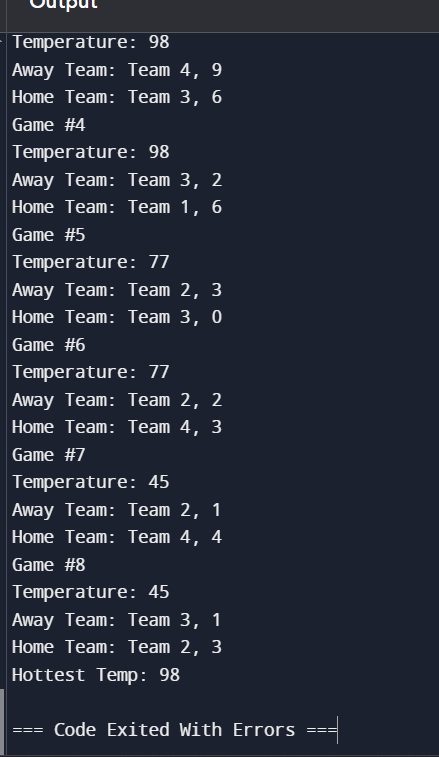 Output
Temperature: 98
Away Team: Team 4, 9
Home Team: Team 3, 6
Game #4
Temperature: 98
Away Team: Team 3, 2
Home Team: Team 1, 6
Game #5
Temperature: 77
Away Team: Team 2, 3
Home Team: Team 3, 0
Game #6
Temperature: 77
Away Team: Team 2, 2
Home Team: Team 4, 3
Game #7
Temperature: 45
Away Team: Team 2, 1
Home Team: Team 4, 4
Game #8
Temperature: 45
Away Team: Team 3, 1
Home Team: Team 2, 3
Hottest Temp: 98
=== Code Exited With Errors ===